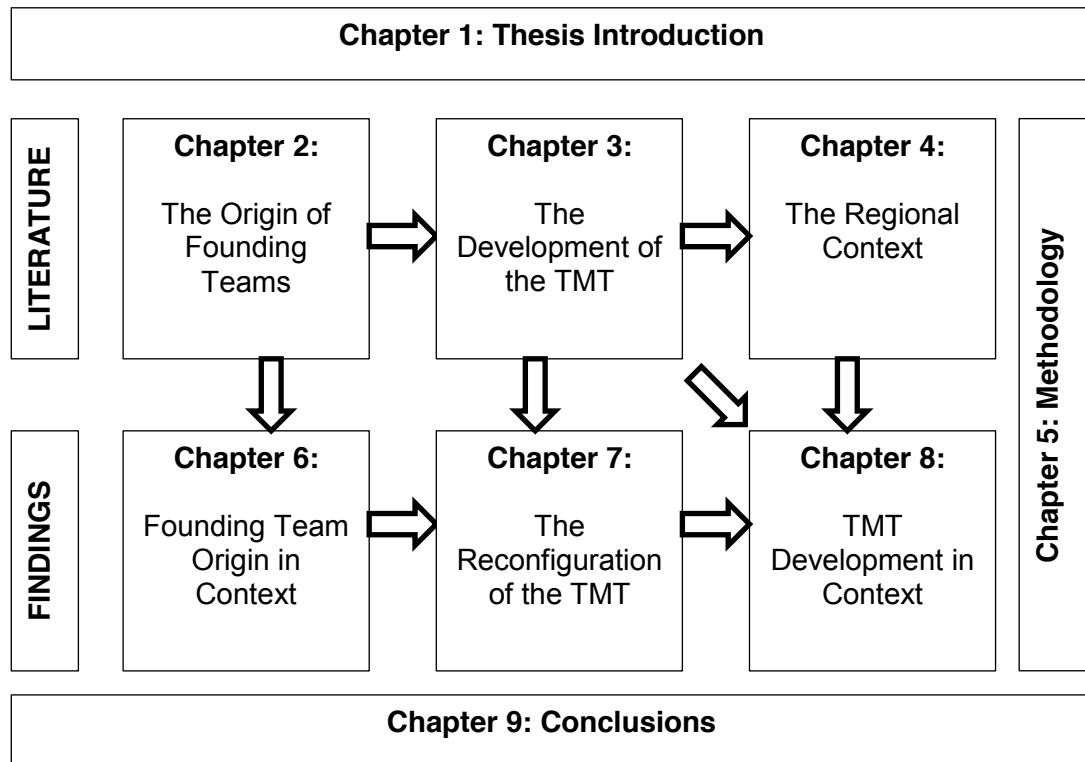 Chapter 1: Thesis Introduction
LITERATURE
Chapter 2:
The Origin of
Founding
Teams
Chapter 3:
The
Development of
the TMT
Chapter 4:
The Regional
Context
Chapter 5: Methodology
FINDINGS
Chapter 6:
Founding Team
Origin in
Context
Chapter 7:
The
Reconfiguration
of the TMT
Chapter 8:
TMT
Development in
Context
Chapter 9: Conclusions